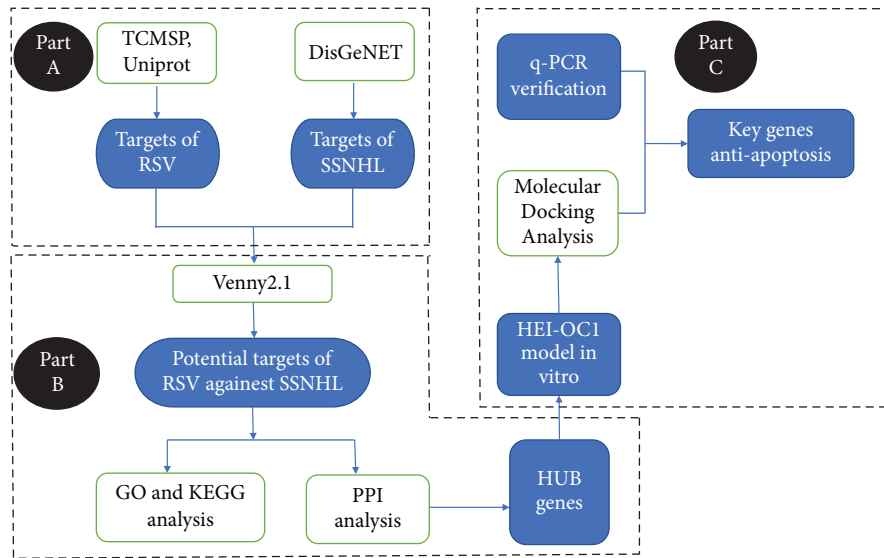 Part
A
TCMSP,
Uniprot
DisGeNET
Targets of
RSV
Targets of
SSNHL
Part
B
Venny2.1
Potential targets of
RSV againest SSNHL
GO and KEGG
analysis
PPI
analysis
HUB
genes
Part
C
q-PCR
verification
Key genes
anti-apoptosis
Molecular
Docking
Analysis
HEI-OC1
model in
vitro